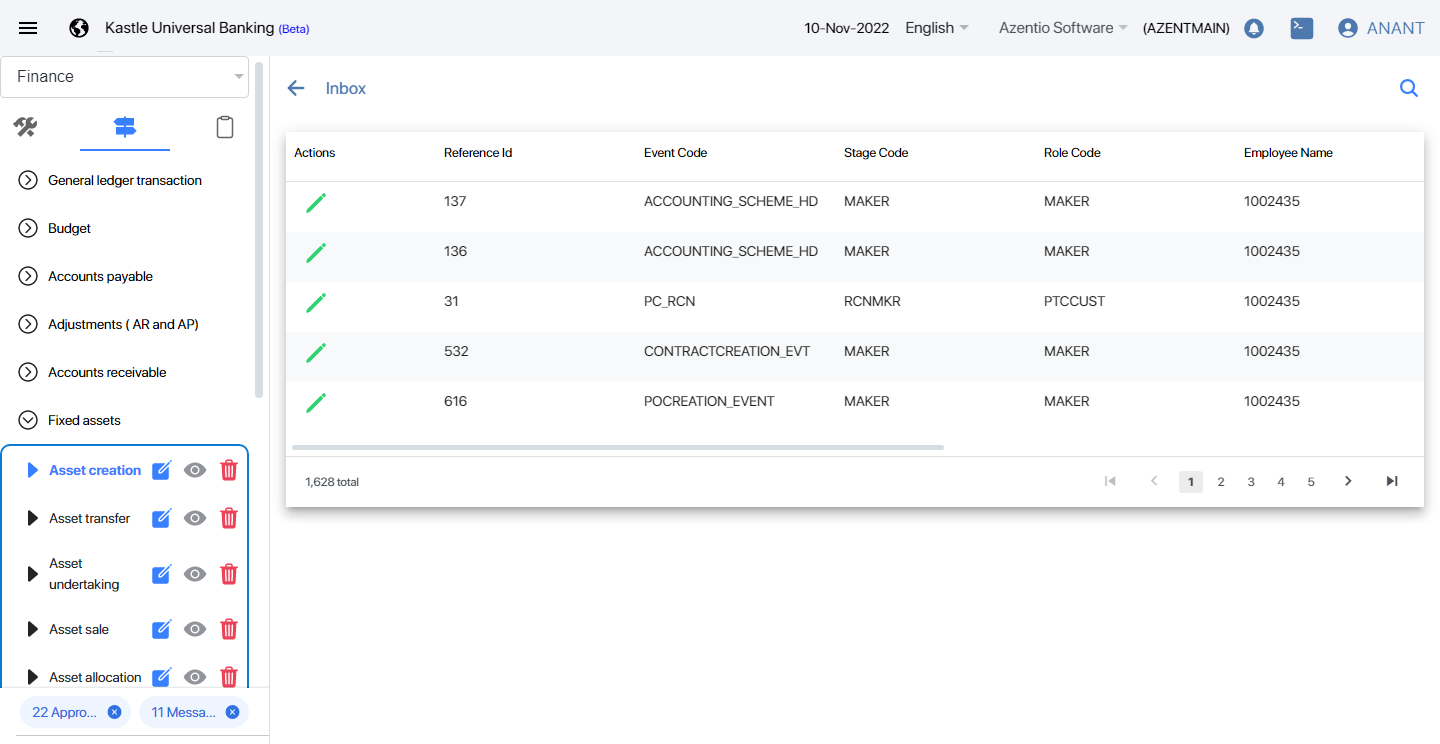 Kastle Universal Banking (Beta)
10-Nov-2022 English Azentio Software (AZENTMAIN) ANANT
Finance
General ledger transaction
Budget
Accounts payable
Adjustments ( AR and AP)
Accounts receivable
Fixed assets
Asset creation
Asset transfer
Asset
undertaking
Asset sale
Asset allocation
22 Appro... 11 Messa...
Inbox
Actions Reference Id Event Code Stage Code Role Code Employee Name
137 ACCOUNTING_SCHEME_HD MAKER MAKER 1002435
136 ACCOUNTING_SCHEME_HD MAKER MAKER 1002435
31 PC_RCN RCNMKR PTCCUST 1002435
532 CONTRACTCREATION_EVT MAKER MAKER 1002435
616 POCREATION_EVENT MAKER MAKER 1002435
1,628 total 1 2 3 4 5